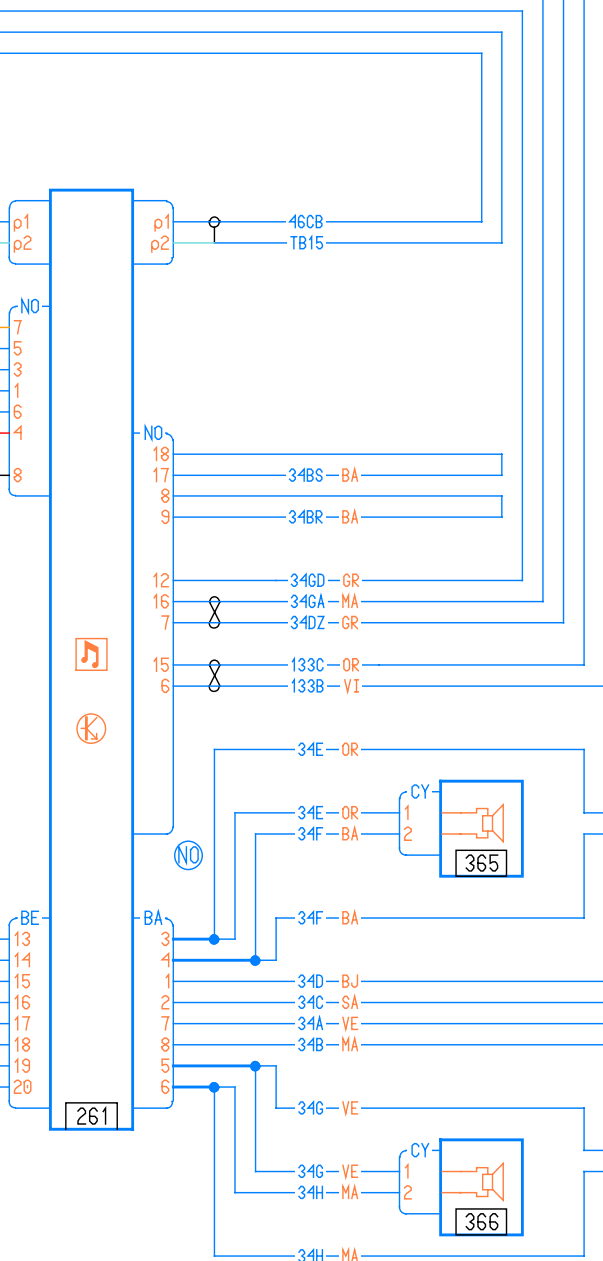 p1 p1 46CB
p2 p2 TB15
NO
7
5
3
1
6
4 NO
18
8 17 34BS BA
8
9 34BR BA
12 34GD GR
16 34GA MA
7 34DZ GR
15 133C OR
6 133B VI
34E OR
CY
1 34E OR
2 34F BA
365
NO
BE BA 34F BA
13 3
14 4
15 1 34D BJ
16 2 34C SA
17 7 34A VE
18 8 34B MA
19 5
20 6
261 34G VE
CY
34G VE 1
34H MA 2
366
34H MA